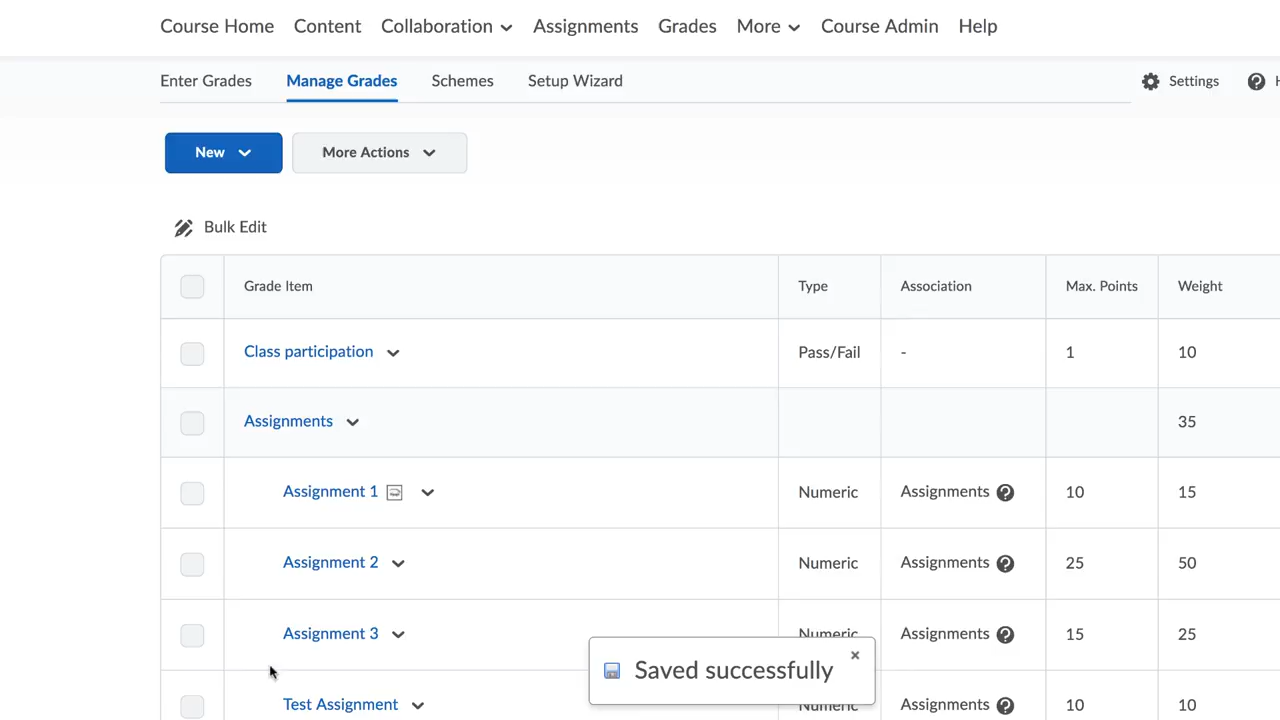 Course Home Content Collaboration Assignments Grades More Course Admin Help
Enter Grades Manage Grades Schemes Setup Wizard Settings
New More Actions
Bulk Edit
Grade Item Type Association Max. Points Weight
Class participation Pass/Fail - 1 10
Assignments 35
Assignment 1 Numeric Assignments 10 15
Assignment 2 Numeric Assignments 25 50
Assignment 3 Numeric Assignments 15 25
Saved successfully
Test Assignment Numeric Assignments 10 10